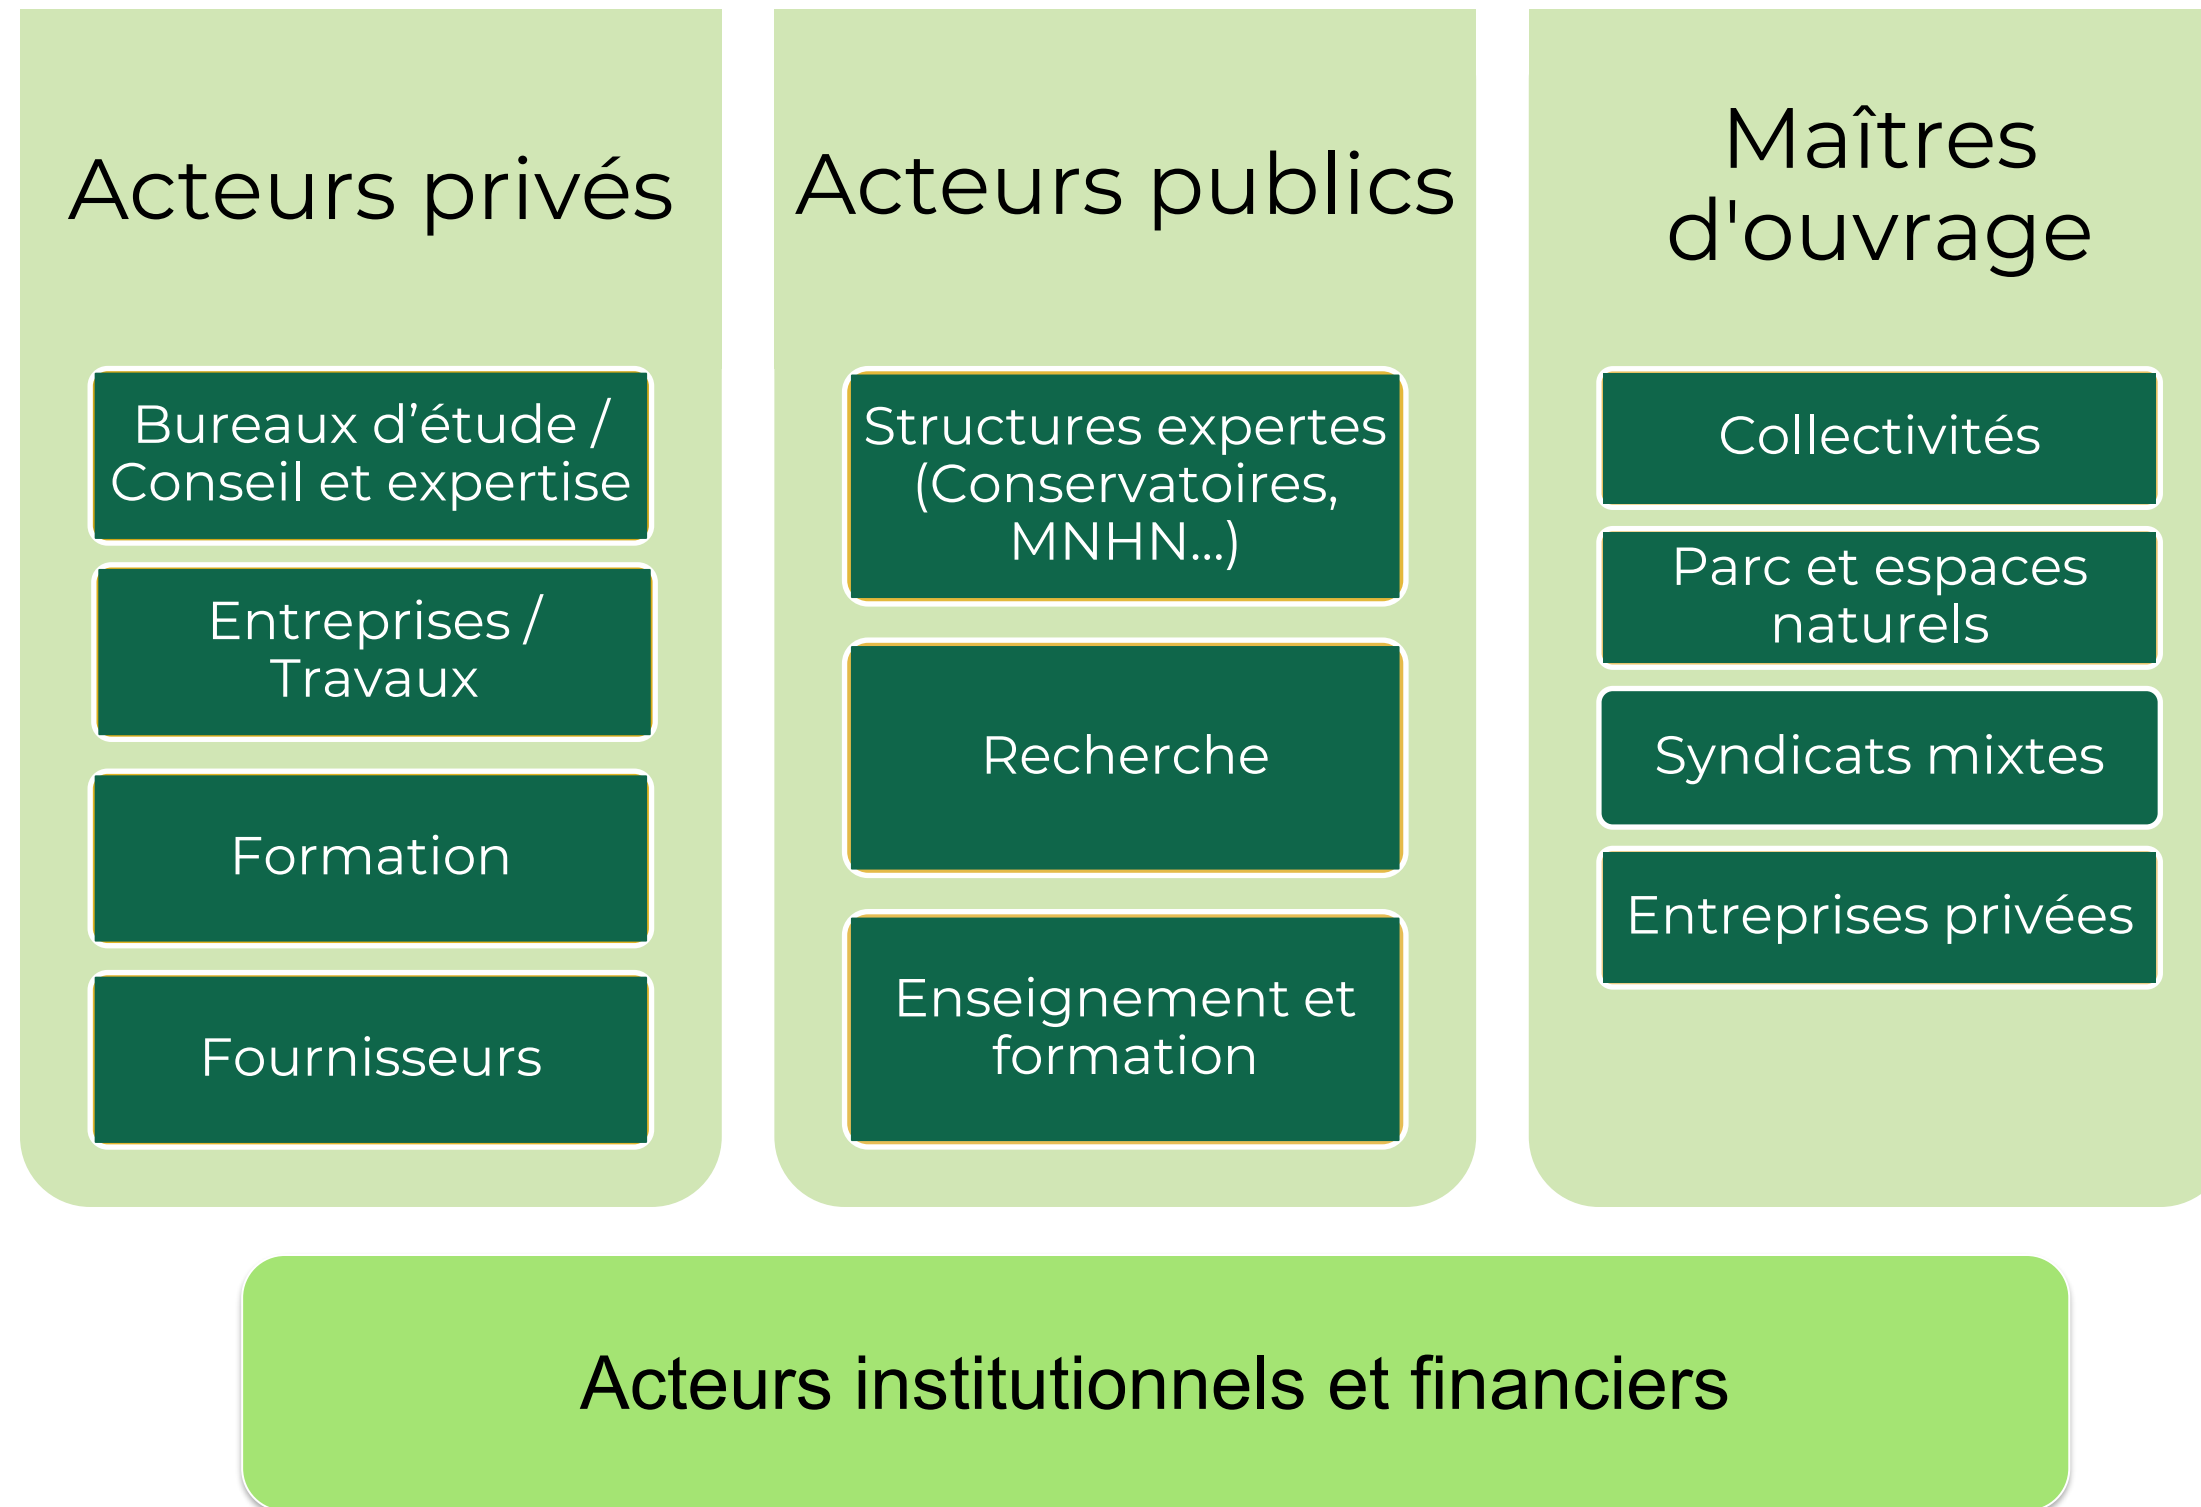 Acteurs privés
Bureaux d’étude /
Conseil et expertise
Entreprises /
Travaux
Formation
Fournisseurs
Acteurs publics
Structures expertes
(Conservatoires,
MNHN...)
Recherche
Enseignement et
formation
Maîtres
d'ouvrage
Collectivités
Parc et espaces
naturels
Syndicats mixtes
Entreprises privées
Acteurs institutionnels et financiers